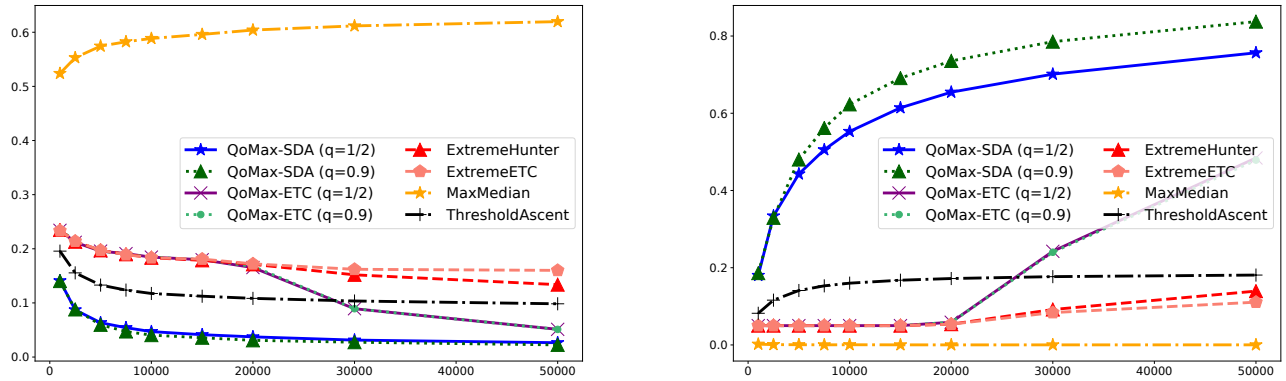 0.6
0.5
0.4
0.3
0.2
0.1
0.0
0 10000 20000 30000 40000 50000
QoMax-SDA (q=1/2)
QoMax-SDA (q=0.9)
QoMax-ETC (q=1/2)
QoMax-ETC (q=0.9)
ExtremeHunter
ExtremeETC
MaxMedian
ThresholdAscent
0.8
0.6
0.4
0.2
0.0
0 10000 20000 30000 40000 50000
QoMax-SDA (q=1/2)
QoMax-SDA (q=0.9)
QoMax-ETC (q=1/2)
QoMax-ETC (q=0.9)
ExtremeHunter
ExtremeETC
MaxMedian
ThresholdAscent